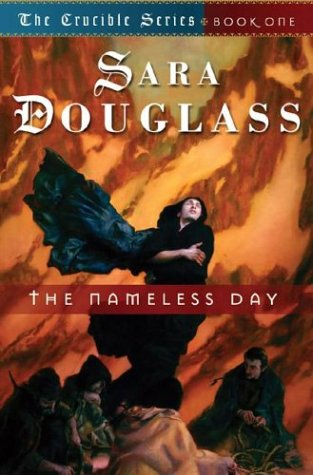 The Crucible Series + BOOK ONE
SARA
DOUGLASS
THE NAMELESS DAY